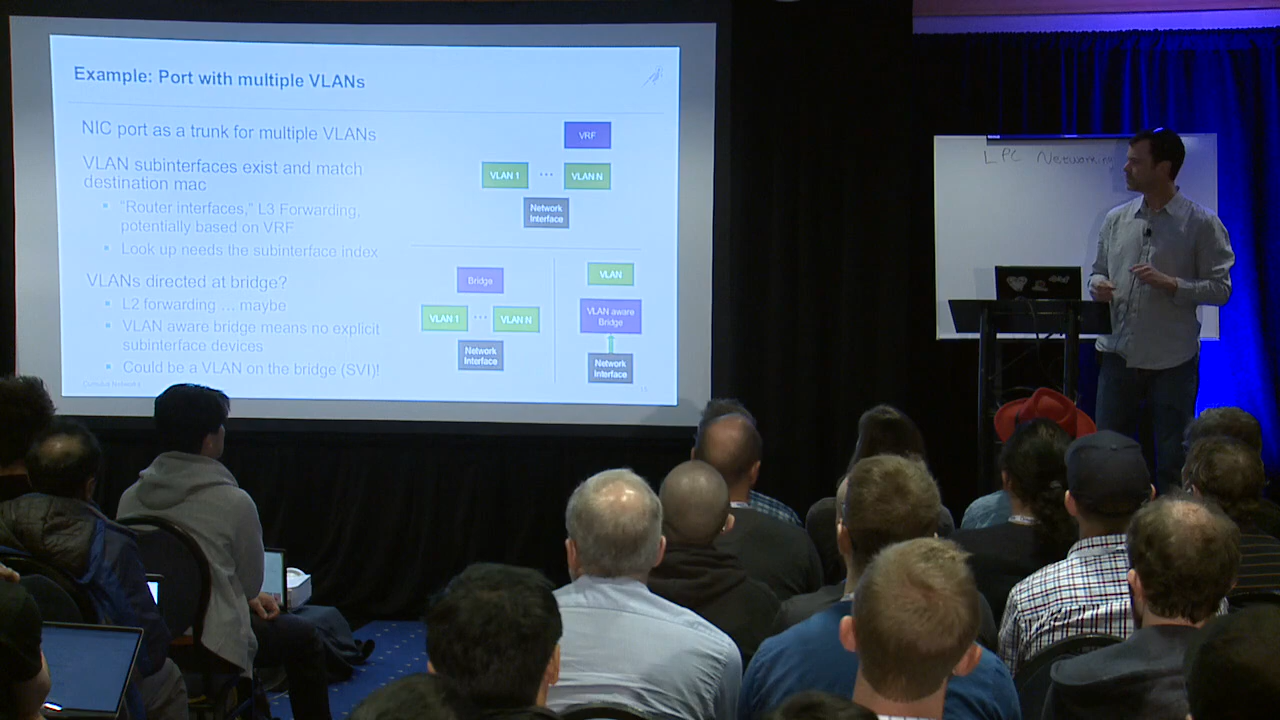 Example: Port with multiple VLANs
NIC port as a trunk for multiple VLANs
VLAN subinterfaces exist and match
destination mac
"Router interfaces," L3 Forwarding,
potentially based on VRF
Look up needs the subinterface index
VLANs directed at bridge?
L2 forwarding … maybe
VLAN aware bridge means no explicit
subinterface devices
Could be a VLAN on the bridge (SVI)!
Cumulus Networks
VRF
VLAN 1 ... VLAN N
Network
Interface
Bridge
VLAN 1 ... VLAN N
Network
Interface
VLAN
VLAN aware
Bridge
Network
Interface
LPC Networking